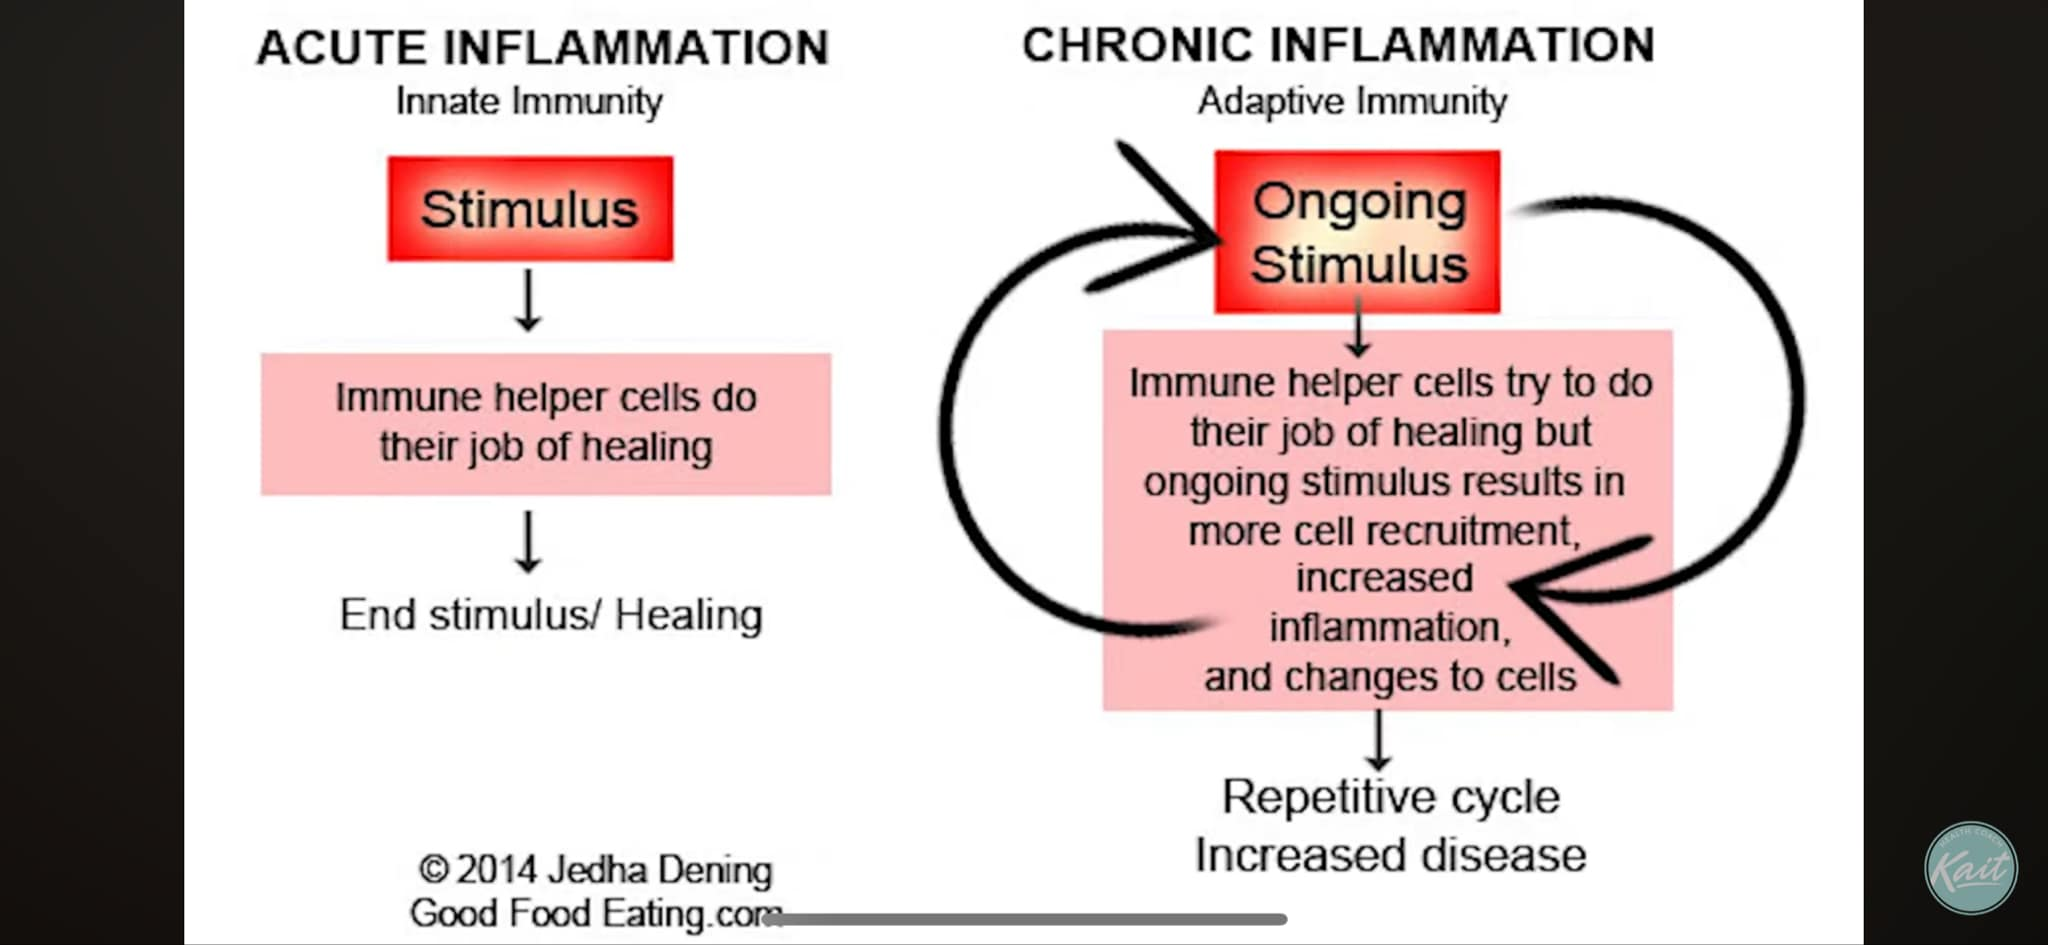 ACUTE INFLAMMATION
Innate Immunity
Stimulus
Immune helper cells do
their job of healing
End stimulus/ Healing
© 2014 Jedha Dening
Good Food Eating.com
CHRONIC INFLAMMATION
Adaptive Immunity
Ongoing
Stimulus
Immune helper cells try to do
their job of healing but
ongoing stimulus results in
more cell recruitment,
increased
inflammation,
and changes to cells
Repetitive cycle
Increased disease
HEALTH COACH
Kait